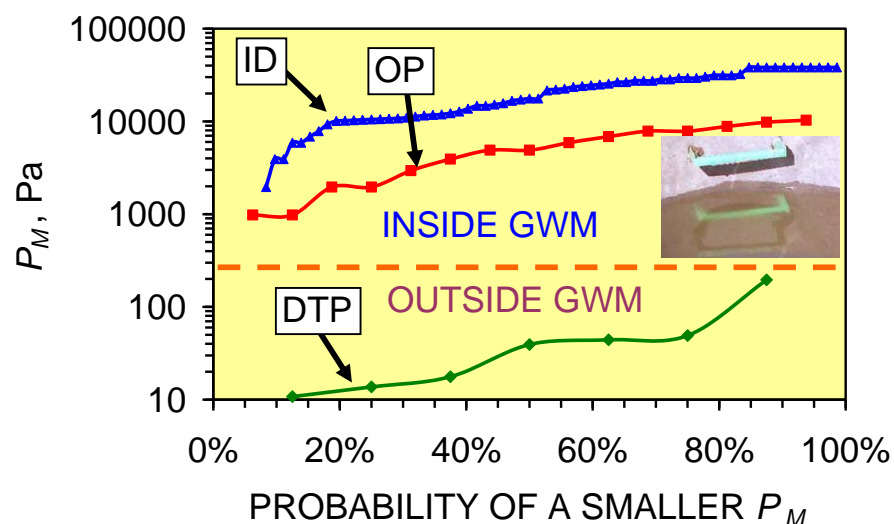 100000
10000
1000
100
10
P_M, Pa
ID
OP
INSIDE GWM
OUTSIDE GWM
DTP
0% 20% 40% 60% 80% 100%
PROBABILITY OF A SMALLER P_M